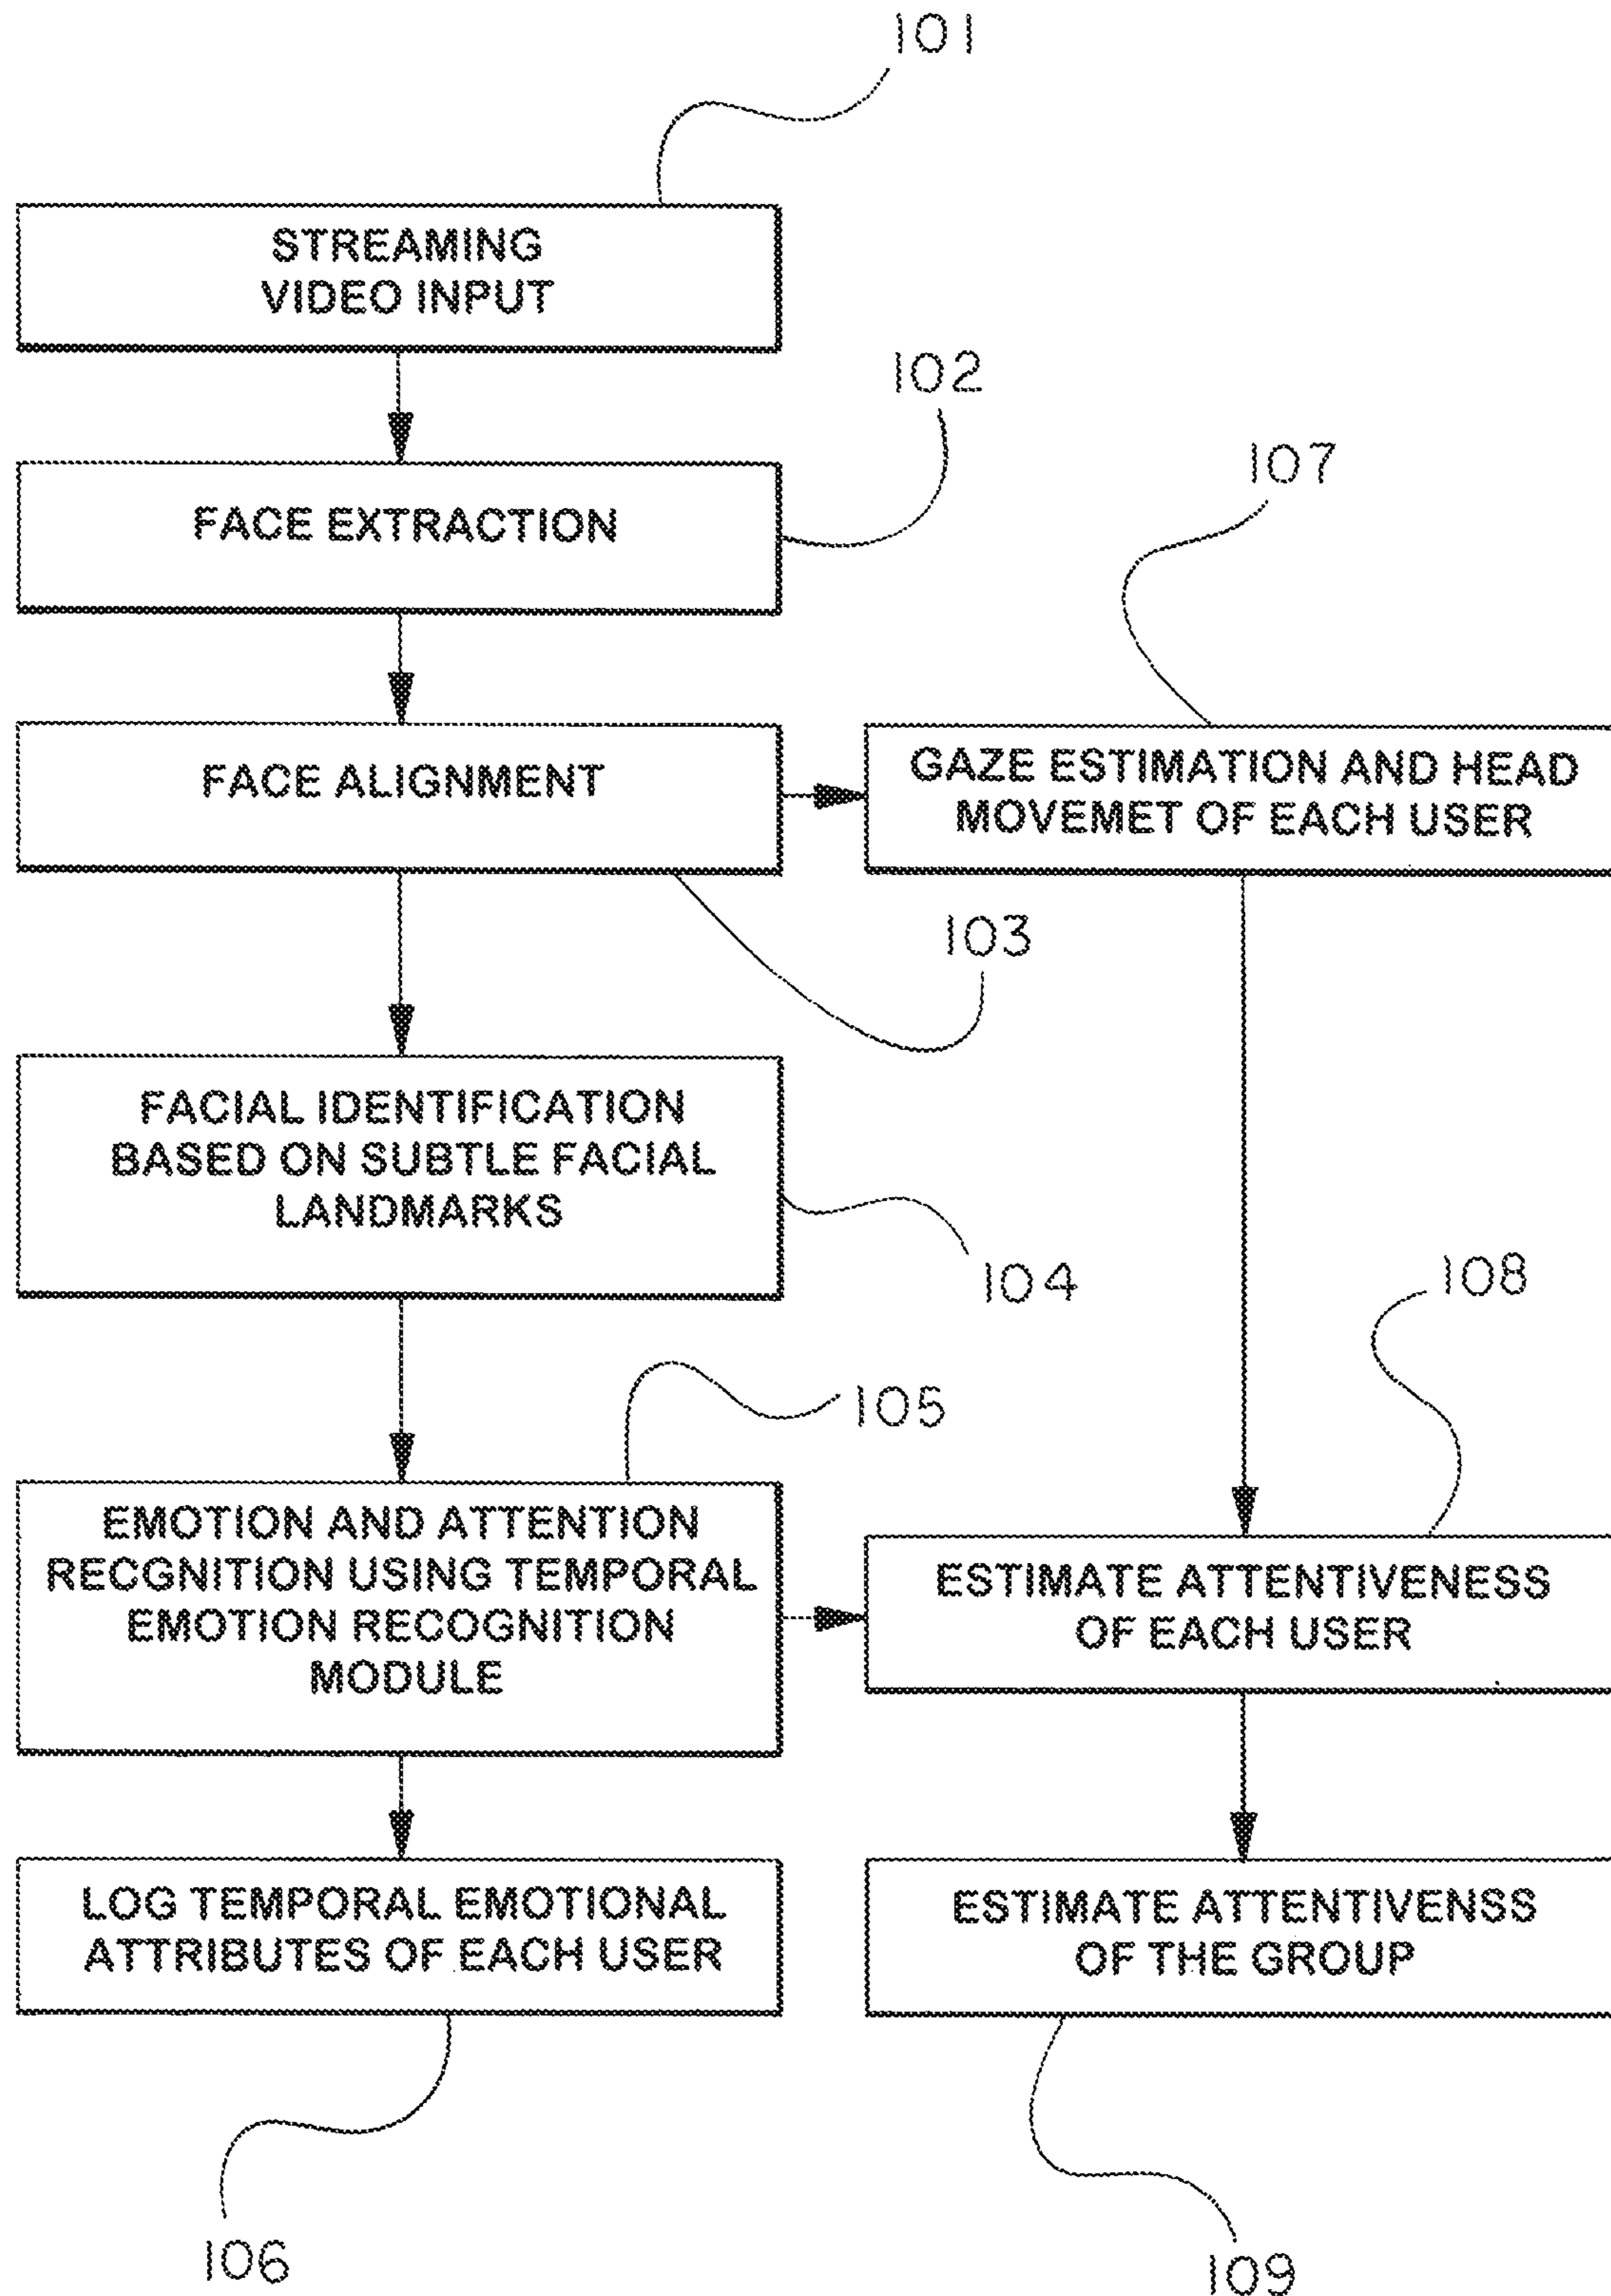 101
STREAMING
VIDEO INPUT
102
FACE EXTRACTION
107
FACE ALIGNMENT
GAZE ESTIMATION AND HEAD
MOVEMET OF EACH USER
103
FACIAL IDENTIFICATION
BASED ON SUBTLE FACIAL
LANDMARKS
104
108
105
EMOTION AND ATTENTION
RECGNITION USING TEMPORAL
EMOTION RECOGNITION
MODULE
ESTIMATE ATTENTIVENESS
OF EACH USER
LOG TEMPORAL EMOTIONAL
ATTRIBUTES OF EACH USER
ESTIMATE ATTENTIVENSS
OF THE GROUP
106
109